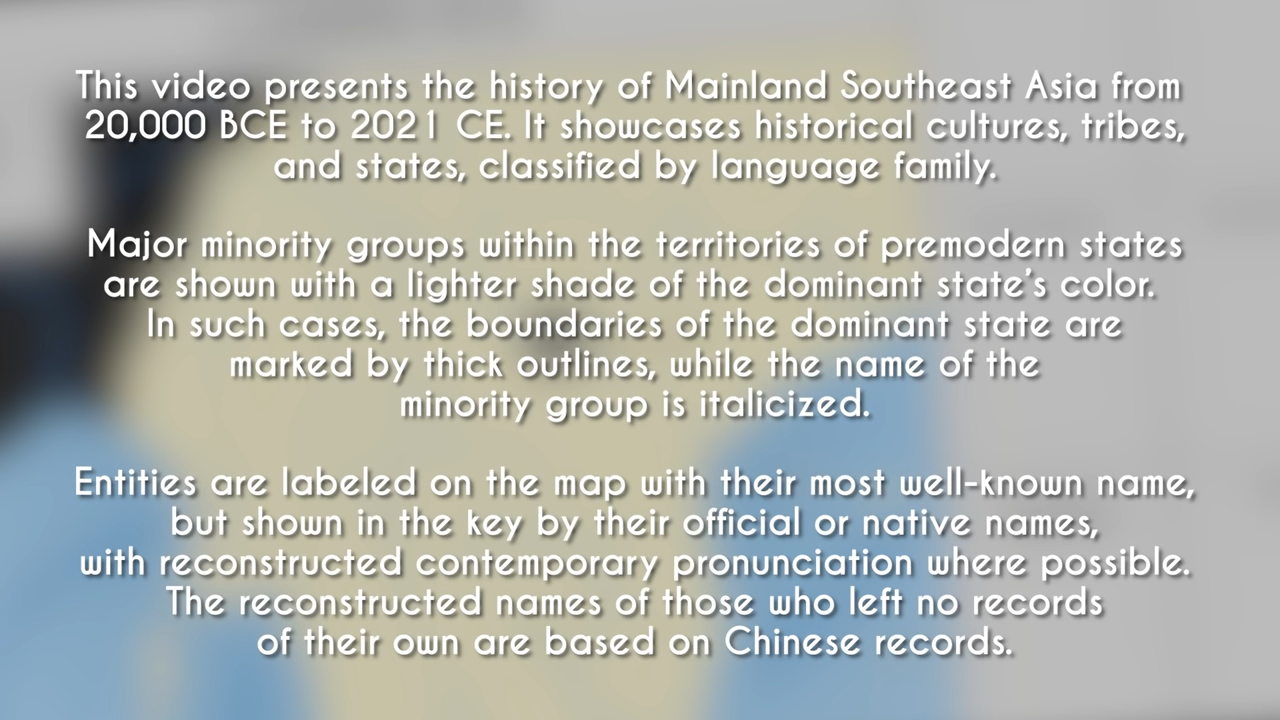 This video presents the history of Mainland Southeast Asia from
20,000 BCE to 2021 CE. It showcases historical cultures, tribes,
and states, classified by language family.
Major minority groups within the territories of premodern states
are shown with a lighter shade of the dominant state’s color.
In such cases, the boundaries of the dominant state are
marked by thick outlines, while the name of the
minority group is italicized.
Entities are labeled on the map with their most well-known name,
but shown in the key by their official or native names,
with reconstructed contemporary pronunciation where possible.
The reconstructed names of those who left no records
of their own are based on Chinese records.